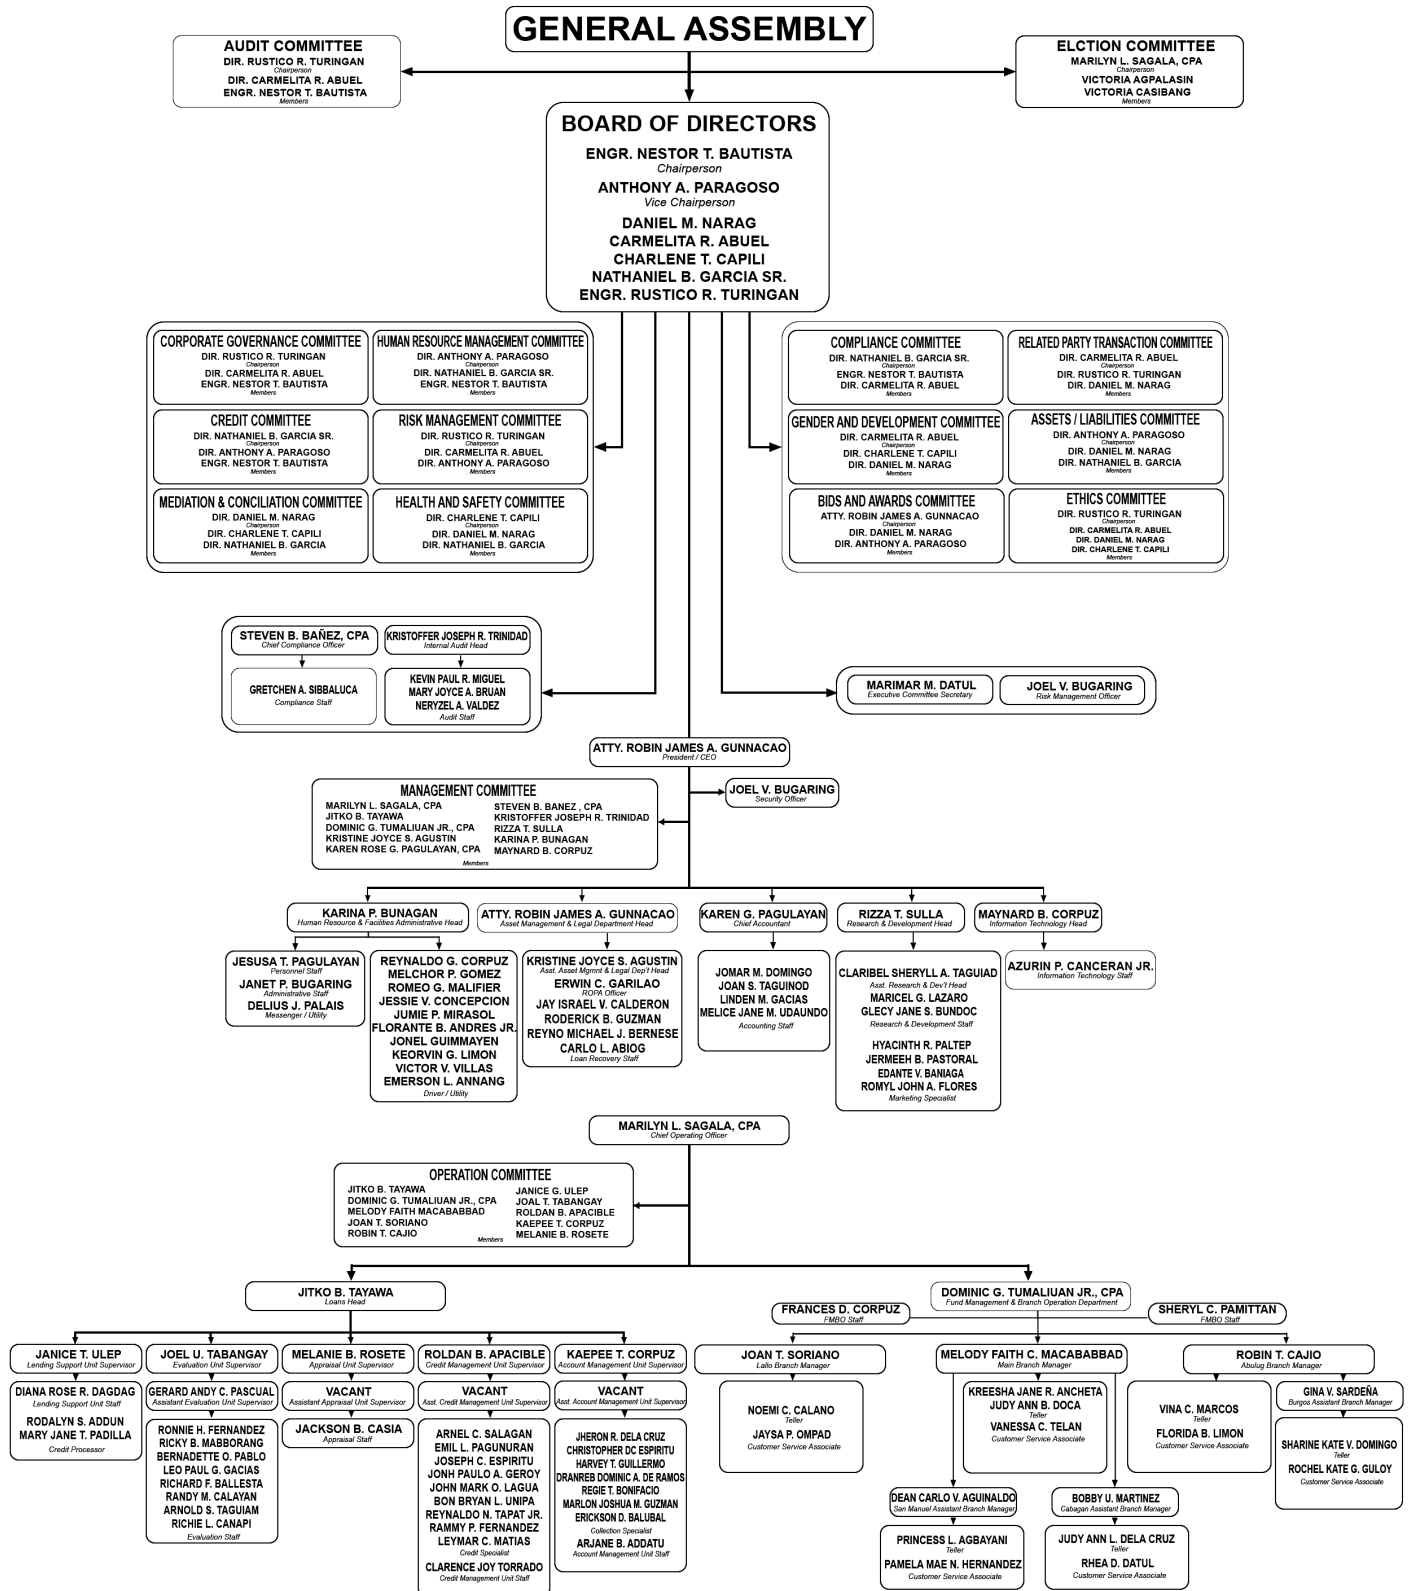 GENERAL ASSEMBLY
AUDIT COMMITTEE
DIR. RUSTICO R. TURINGAN
Chairperson
DIR. CARMELITA R. ABUEL
ENGR. NESTOR T. BAUTISTA
Members
ELCTION COMMITTEE
MARILYN L. SAGALA, CPA
Chairperson
VICTORIA AGPALASIN
VICTORIA CASIBANG
Members
BOARD OF DIRECTORS
ENGR. NESTOR T. BAUTISTA
Chairperson
ANTHONY A. PARAGOSO
Vice Chairperson
DANIEL M. NARAG
CARMELITA R. ABUEL
CHARLENE T. CAPILI
NATHANIEL B. GARCIA SR.
ENGR. RUSTICO R. TURINGAN
CORPORATE GOVERNANCE COMMITTEE
DIR. RUSTICO R. TURINGAN
Chairperson
DIR. CARMELITA R. ABUEL
ENGR. NESTOR T. BAUTISTA
Members
HUMAN RESOURCE MANAGEMENT COMMITTEE
DIR. ANTHONY A. PARAGOSO
Chairperson
DIR. NATHANIEL B. GARCIA SR.
ENGR. NESTOR T. BAUTISTA
Members
CREDIT COMMITTEE
DIR. NATHANIEL B. GARCIA SR.
Chairperson
DIR. ANTHONY A. PARAGOSO
ENGR. NESTOR T. BAUTISTA
Members
RISK MANAGEMENT COMMITTEE
DIR. RUSTICO R. TURINGAN
Chairperson
DIR. CARMELITA R. ABUEL
DIR. ANTHONY A. PARAGOSO
Members
MEDIATION & CONCILIATION COMMITTEE
DIR. DANIEL M. NARAG
Chairperson
DIR. CHARLENE T. CAPILI
DIR. NATHANIEL B. GARCIA
Members
HEALTH AND SAFETY COMMITTEE
DIR. CHARLENE T. CAPILI
Chairperson
DIR. DANIEL M. NARAG
DIR. NATHANIEL B. GARCIA
Members
COMPLIANCE COMMITTEE
DIR. NATHANIEL B. GARCIA SR.
Chairperson
ENGR. NESTOR T. BAUTISTA
DIR. CARMELITA R. ABUEL
Members
RELATED PARTY TRANSACTION COMMITTEE
DIR. CARMELITA R. ABUEL
Chairperson
DIR. RUSTICO R. TURINGAN
DIR. DANIEL M. NARAG
Members
GENDER AND DEVELOPMENT COMMITTEE
DIR. CARMELITA R. ABUEL
Chairperson
DIR. CHARLENE T. CAPILI
DIR. DANIEL M. NARAG
Members
ASSETS / LIABILITIES COMMITTEE
DIR. ANTHONY A. PARAGOSO
Chairperson
DIR. DANIEL M. NARAG
DIR. NATHANIEL B. GARCIA
Members
BIDS AND AWARDS COMMITTEE
ATTY. ROBIN JAMES A. GUNNACAO
Chairperson
DIR. DANIEL M. NARAG
DIR. ANTHONY A. PARAGOSO
Members
ETHICS COMMITTEE
DIR. RUSTICO R. TURINGAN
Chairperson
DIR. CARMELITA R. ABUEL
DIR. DANIEL M. NARAG
DIR. CHARLENE T. CAPILI
Members
STEVEN B. BAÑEZ, CPA
Chief Compliance Officer
KRISTOFFER JOSEPH R. TRINIDAD
Internal Audit Head
GRETCHEN A. SIBBALUCA
Compliance Staff
KEVIN PAUL R. MIGUEL
MARY JOYCE A. BRUAN
NERYZEL A. VALDEZ
Audit Staff
MARIMAR M. DATUL
Executive Committee Secretary
JOEL V. BUGARING
Risk Management Officer
ATTY. ROBIN JAMES A. GUNNACAO
President / CEO
JOEL V. BUGARING
Security Officer
MANAGEMENT COMMITTEE
MARILYN L. SAGALA, CPA
JITKO B. TAYAWA
DOMINIC G. TUMALIUAN JR., CPA
KRISTINE JOYCE S. AGUSTIN
KAREN ROSE G. PAGULAYAN, CPA
STEVEN B. BANEZ , CPA
KRISTOFFER JOSEPH R. TRINIDAD
RIZZA T. SULLA
KARINA P. BUNAGAN
MAYNARD B. CORPUZ
Members
KARINA P. BUNAGAN
Human Resource & Facilities Administrative Head
ATTY. ROBIN JAMES A. GUNNACAO
Asset Management & Legal Department Head
KAREN G. PAGULAYAN
Chief Accountant
RIZZA T. SULLA
Research & Development Head
MAYNARD B. CORPUZ
Information Technology Head
JESUSA T. PAGULAYAN
Personnel Staff
JANET P. BUGARING
Administrative Staff
DELIUS J. PALAIS
Messenger / Utility
REYNALDO G. CORPUZ
MELCHOR P. GOMEZ
ROMEO G. MALIFIER
JESSIE V. CONCEPCION
JUMIE P. MIRASOL
FLORANTE B. ANDRES JR.
JONEL GUIMMAYEN
KEORVIN G. LIMON
VICTOR V. VILLAS
EMERSON L. ANNANG
Driver / Utility
KRISTINE JOYCE S. AGUSTIN
Asst. Asset Mgmnt & Legal Dep't Head
ERWIN C. GARILAO
ROPA Officer
JAY ISRAEL V. CALDERON
RODERICK B. GUZMAN
REYNO MICHAEL J. BERNESE
CARLO L. ABIOG
Loan Recovery Staff
JOMAR M. DOMINGO
JOAN S. TAGUINOD
LINDEN M. GACIAS
MELICE JANE M. UDAUNDO
Accounting Staff
CLARIBEL SHERYLL A. TAGUIAD
Asst. Research & Dev't Head
MARICEL G. LAZARO
GLECY JANE S. BUNDOC
Research & Development Staff
HYACINTH R. PALTEP
JERMEEH B. PASTORAL
EDANTE V. BANIAGA
ROMYL JOHN A. FLORES
Marketing Specialist
AZURIN P. CANCERAN JR.
Information Technology Staff
MARILYN L. SAGALA, CPA
Chief Operating Officer
OPERATION COMMITTEE
JITKO B. TAYAWA
DOMINIC G. TUMALIUAN JR., CPA
MELODY FAITH MACABABBAD
JOAN T. SORIANO
ROBIN T. CAJIO
JANICE G. ULEP
JOAL T. TABANGAY
ROLDAN B. APACIBLE
KAEPEE T. CORPUZ
MELANIE B. ROSETE
Members
JITKO B. TAYAWA
Loans Head
DOMINIC G. TUMALIUAN JR., CPA
Fund Management & Branch Operation Department
FRANCES D. CORPUZ
FMBO Staff
SHERYL C. PAMITTAN
FMBO Staff
JANICE T. ULEP
Lending Support Unit Supervisor
JOEL U. TABANGAY
Evaluation Unit Supervisor
MELANIE B. ROSETE
Appraisal Unit Supervisor
ROLDAN B. APACIBLE
Credit Management Unit Supervisor
KAEPEE T. CORPUZ
Account Management Unit Supervisor
JOAN T. SORIANO
Lallo Branch Manager
MELODY FAITH C. MACABABBAD
Main Branch Manager
ROBIN T. CAJIO
Abulug Branch Manager
DIANA ROSE R. DAGDAG
Lending Support Unit Staff
RODALYN S. ADDUN
MARY JANE T. PADILLA
Credit Processor
GERARD ANDY C. PASCUAL
Assistant Evaluation Unit Supervisor
RONNIE H. FERNANDEZ
RICKY B. MABBORANG
BERNADETTE O. PABLO
LEO PAUL G. GACIAS
RICHARD F. BALLESTA
RANDY M. CALAYAN
ARNOLD S. TAGUIAM
RICHIE L. CANAPI
Evaluation Staff
VACANT
Assistant Appraisal Unit Supervisor
JACKSON B. CASIA
Appraisal Staff
VACANT
Asst. Credit Management Unit Supervisor
ARNEL C. SALAGAN
EMIL L. PAGUNURAN
JOSEPH C. ESPIRITU
JONH PAULO A. GEROY
JOHN MARK O. LAGUA
BON BRYAN L. UNIPA
REYNALDO N. TAPAT JR.
RAMMY P. FERNANDEZ
LEYMAR C. MATIAS
Credit Specialist
CLARENCE JOY TORRADO
Credit Management Unit Staff
VACANT
Asst. Account Management Unit Supervisor
JHERON R. DELA CRUZ
CHRISTOPHER DC ESPIRITU
HARVEY T. GUILLERMO
DRANREB DOMINIC A. DE RAMOS
REGIE T. BONIFACIO
MARLON JOSHUA M. GUZMAN
ERICKSON D. BALUBAL
Collection Specialist
ARJANE B. ADDATU
Account Management Unit Staff
NOEMI C. CALANO
Teller
JAYSA P. OMPAD
Customer Service Associate
KREESHA JANE R. ANCHETA
JUDY ANN B. DOCA
Teller
VANESSA C. TELAN
Customer Service Associate
VINA C. MARCOS
Teller
FLORIDA B. LIMON
Customer Service Associate
GINA V. SARDEÑA
Burgos Assistant Branch Manager
SHARINE KATE V. DOMINGO
Teller
ROCHEL KATE G. GULOY
Customer Service Associate
DEAN CARLO V. AGUINALDO
San Manuel Assistant Branch Manager
PRINCESS L. AGBAYANI
Teller
PAMELA MAE N. HERNANDEZ
Customer Service Associate
BOBBY U. MARTINEZ
Cabagan Assistant Branch Manager
JUDY ANN L. DELA CRUZ
Teller
RHEA D. DATUL
Customer Service Associate